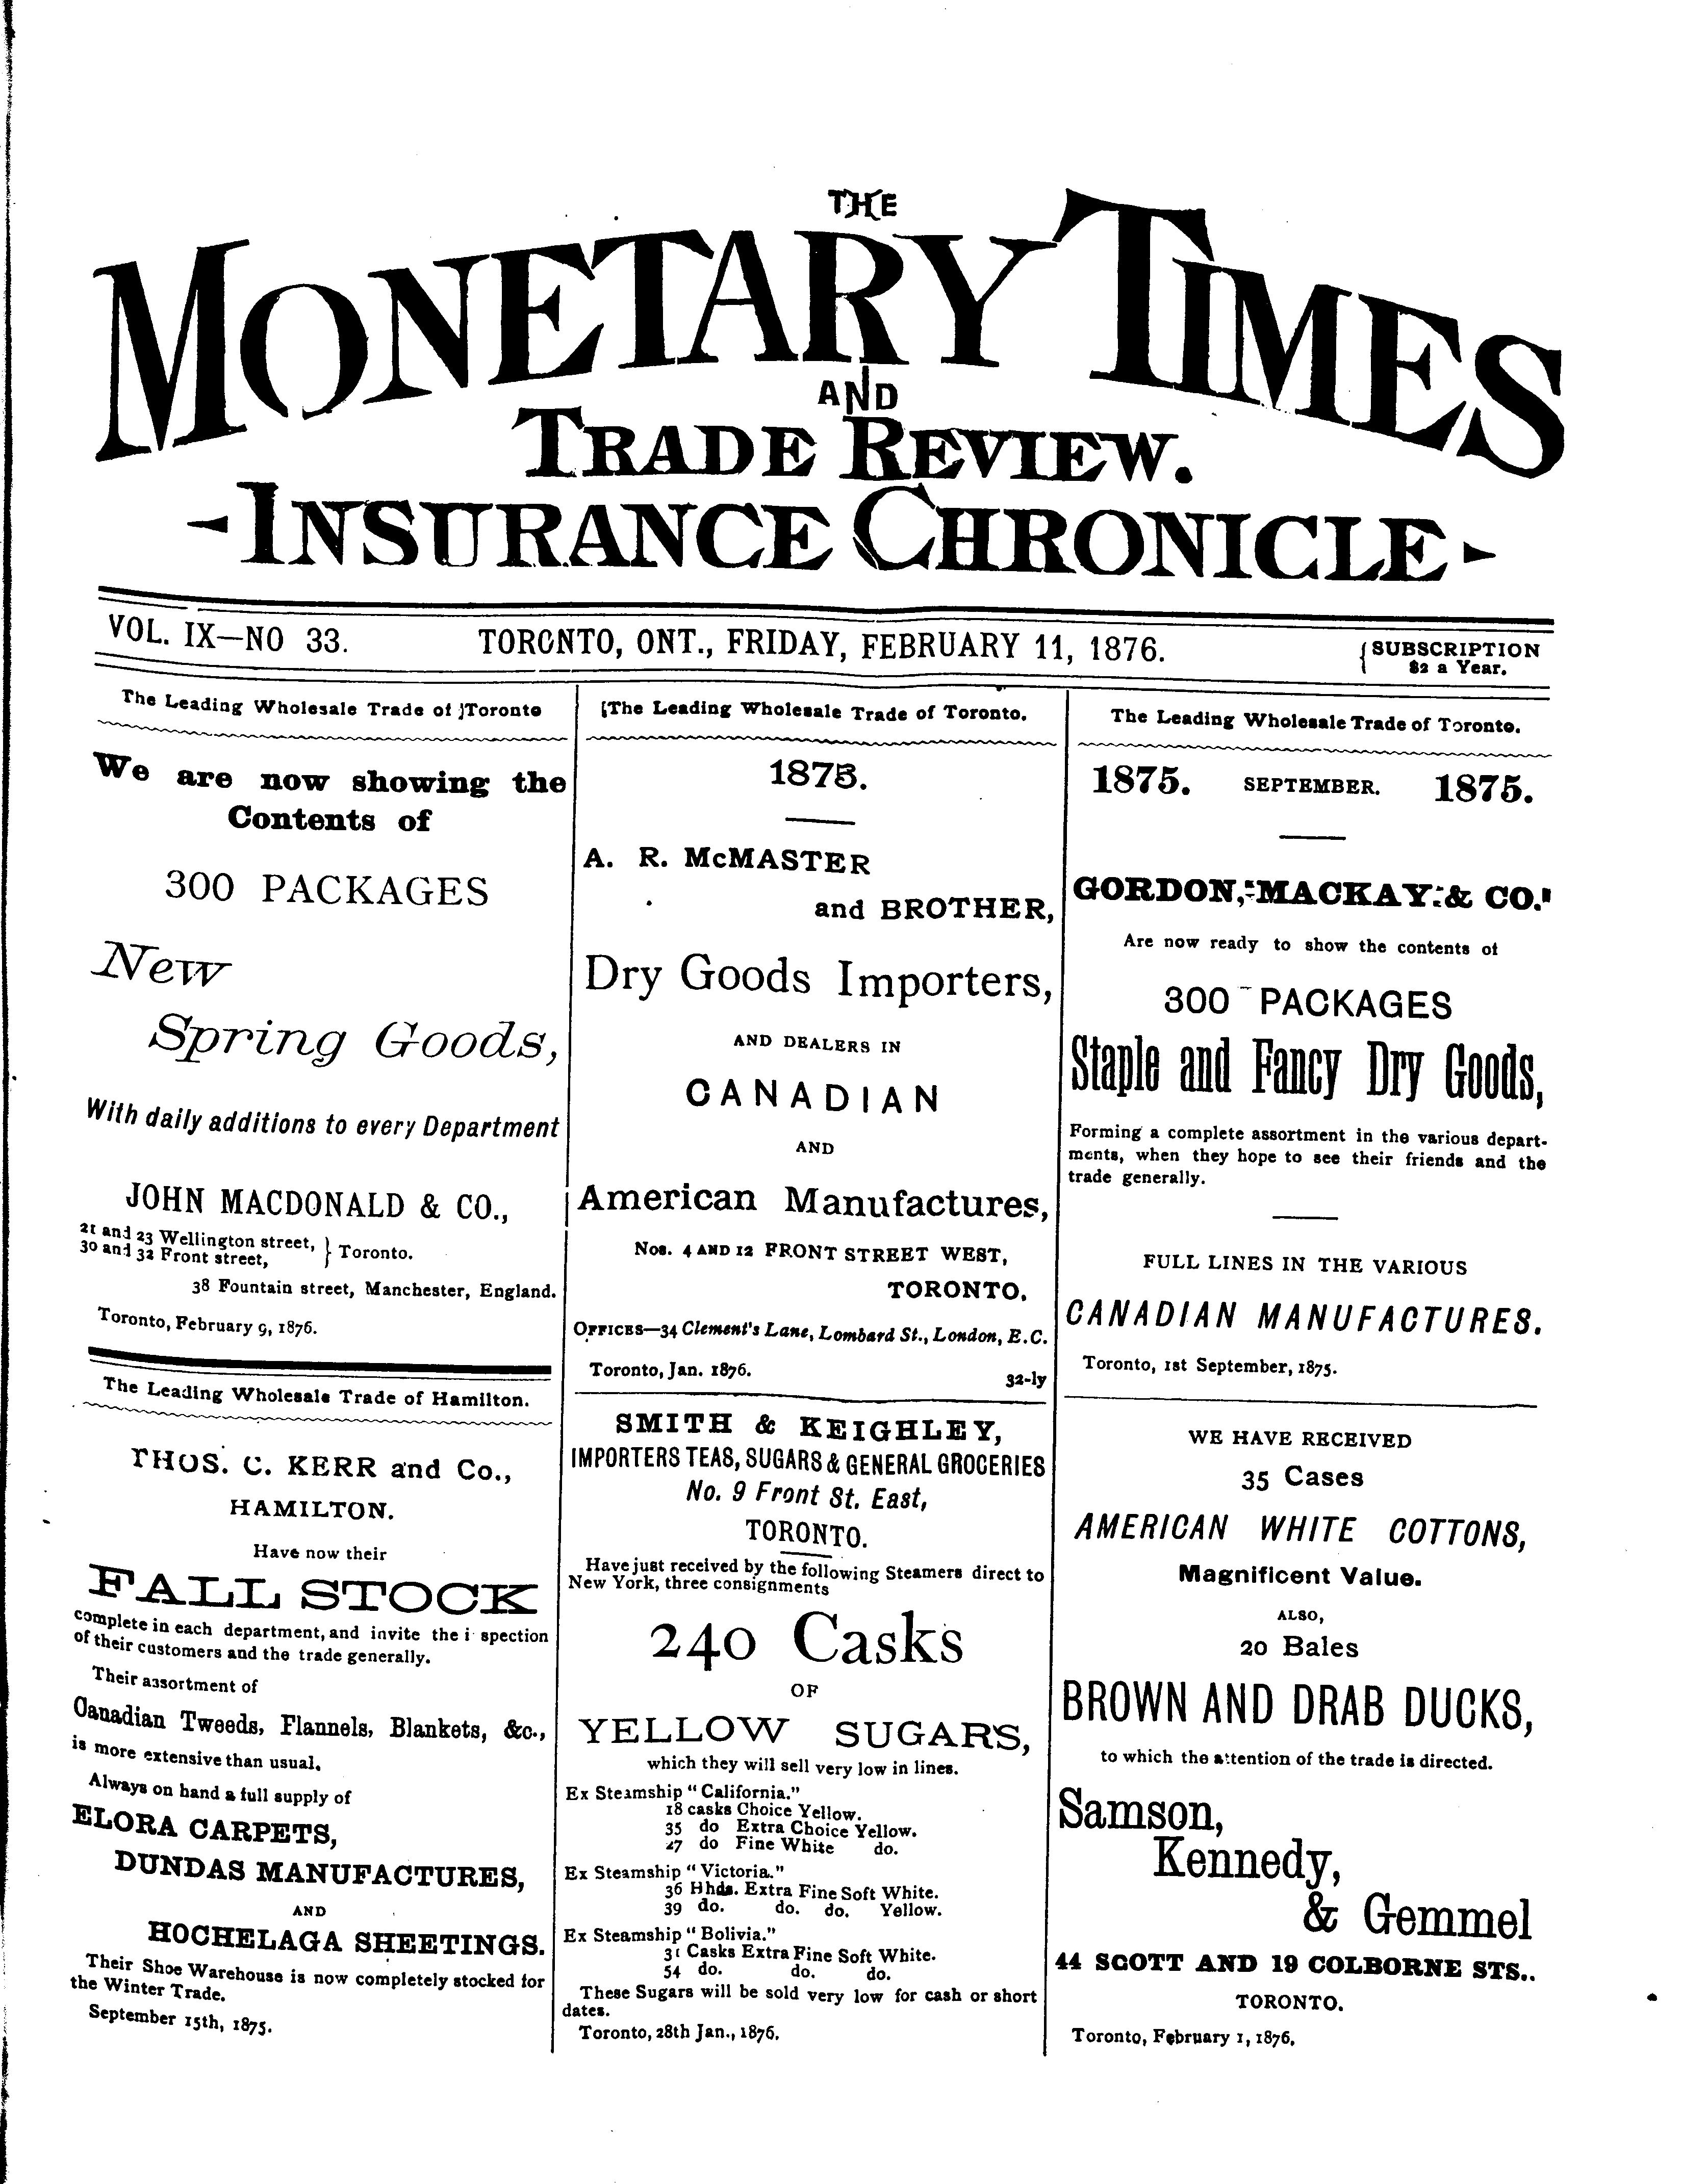 THE
MONETARY TIMES
AND
TRADE REVIEW.
-INSURANCE CHRONICLE-
VOL. IX—NO 33. TORONTO, ONT., FRIDAY, FEBRUARY 11, 1876. { SUBSCRIPTION
$2 a Year.
The Leading Wholesale Trade of Toronto
We are now showing the
Contents of
300 PACKAGES
New
Spring Goods,
With daily additions to every Department
JOHN MACDONALD & CO.,
21 and 23 Wellington street, } Toronto.
30 and 32 Front street,
38 Fountain street, Manchester, England.
Toronto, February 9, 1876.
The Leading Wholesale Trade of Hamilton.
THOS. C. KERR and Co.,
HAMILTON.
Have now their
FALL STOCK
complete in each department, and invite the i spection
of their customers and the trade generally.
Their assortment of
Canadian Tweeds, Flannels, Blankets, &c.,
is more extensive than usual.
Always on hand a full supply of
ELORA CARPETS,
DUNDAS MANUFACTURES,
AND
HOCHELAGA SHEETINGS.
Their Shoe Warehouse is now completely stocked for
the Winter Trade.
September 15th, 1875.
The Leading Wholesale Trade of Toronto.
1875.
A. R. McMASTER
and BROTHER,
Dry Goods Importers,
AND DEALERS IN
CANADIAN
AND
American Manufactures,
Nos. 4 AND 12 FRONT STREET WEST,
TORONTO.
OFFICES—34 Clement's Lane, Lombard St., London, E.C.
Toronto, Jan. 1876. 32-ly
SMITH & KEIGHLEY,
IMPORTERS TEAS, SUGARS & GENERAL GROCERIES
No. 9 Front St. East,
TORONTO.
Have just received by the following Steamers direct to
New York, three consignments
240 Casks
OF
YELLOW SUGARS,
which they will sell very low in lines.
Ex Steamship "California."
18 casks Choice Yellow.
35 do Extra Choice Yellow.
27 do Fine White do.
Ex Steamship "Victoria."
36 Hhds. Extra Fine Soft White.
39 do. do. do. Yellow.
Ex Steamship "Bolivia."
31 Casks Extra Fine Soft White.
54 do. do. do.
These Sugars will be sold very low for cash or short
dates.
Toronto, 28th Jan., 1876.
The Leading Wholesale Trade of Toronto.
1875. SEPTEMBER. 1875.
GORDON, MACKAY & CO.
Are now ready to show the contents of
300 PACKAGES
Staple and Fancy Dry Goods,
Forming a complete assortment in the various depart-
ments, when they hope to see their friends and the
trade generally.
FULL LINES IN THE VARIOUS
CANADIAN MANUFACTURES.
Toronto, 1st September, 1875.
WE HAVE RECEIVED
35 Cases
AMERICAN WHITE COTTONS,
Magnificent Value.
ALSO,
20 Bales
BROWN AND DRAB DUCKS,
to which the attention of the trade is directed.
Samson,
Kennedy,
& Gemmel
44 SCOTT AND 19 COLBORNE STS..
TORONTO.
Toronto, February 1, 1876.